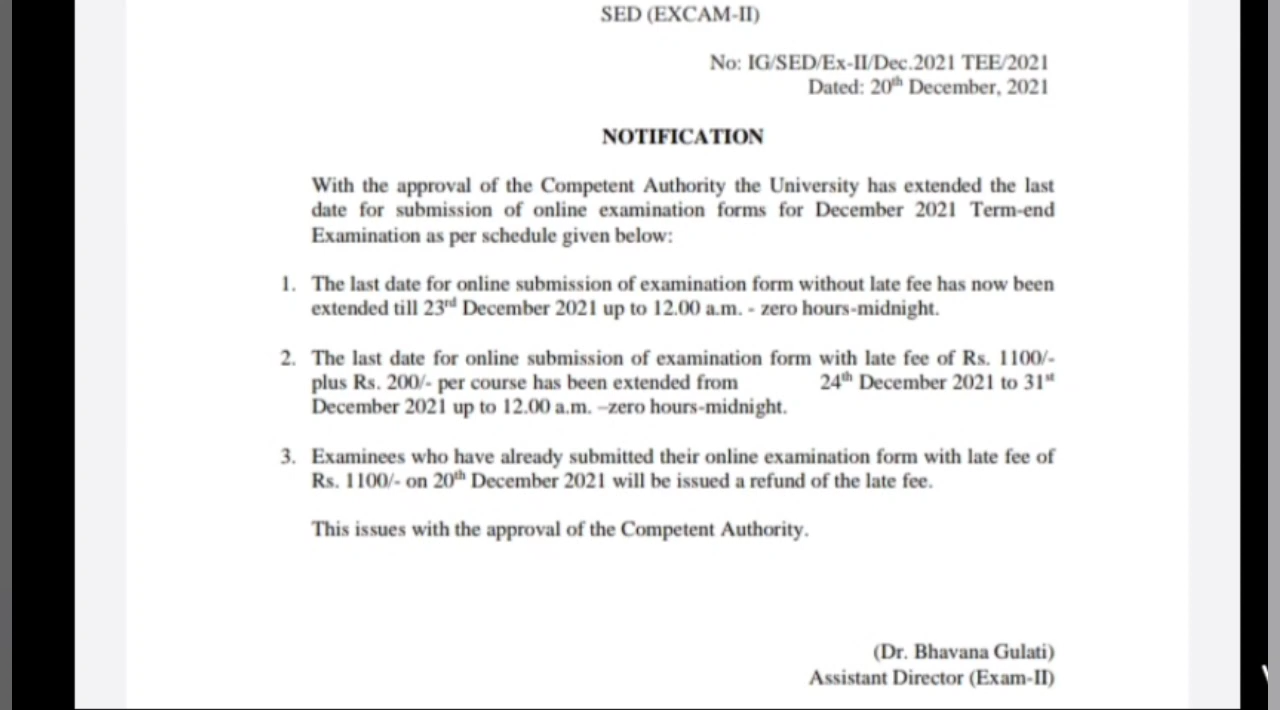 SED (EXCAM-II)
No: IG/SED/Ex-II/Dec.2021 TEE/2021
Dated: 20th December, 2021
NOTIFICATION
With the approval of the Competent Authority the University has extended the last
date for submission of online examination forms for December 2021 Term-end
Examination as per schedule given below:
1. The last date for online submission of examination form without late fee has now been
extended till 23rd December 2021 up to 12.00 a.m. - zero hours-midnight.
2. The last date for online submission of examination form with late fee of Rs. 1100/-
plus Rs. 200/- per course has been extended from 24th December 2021 to 31st
December 2021 up to 12.00 a.m. –zero hours-midnight.
3. Examinees who have already submitted their online examination form with late fee of
Rs. 1100/- on 20th December 2021 will be issued a refund of the late fee.
This issues with the approval of the Competent Authority.
(Dr. Bhavana Gulati)
Assistant Director (Exam-II)